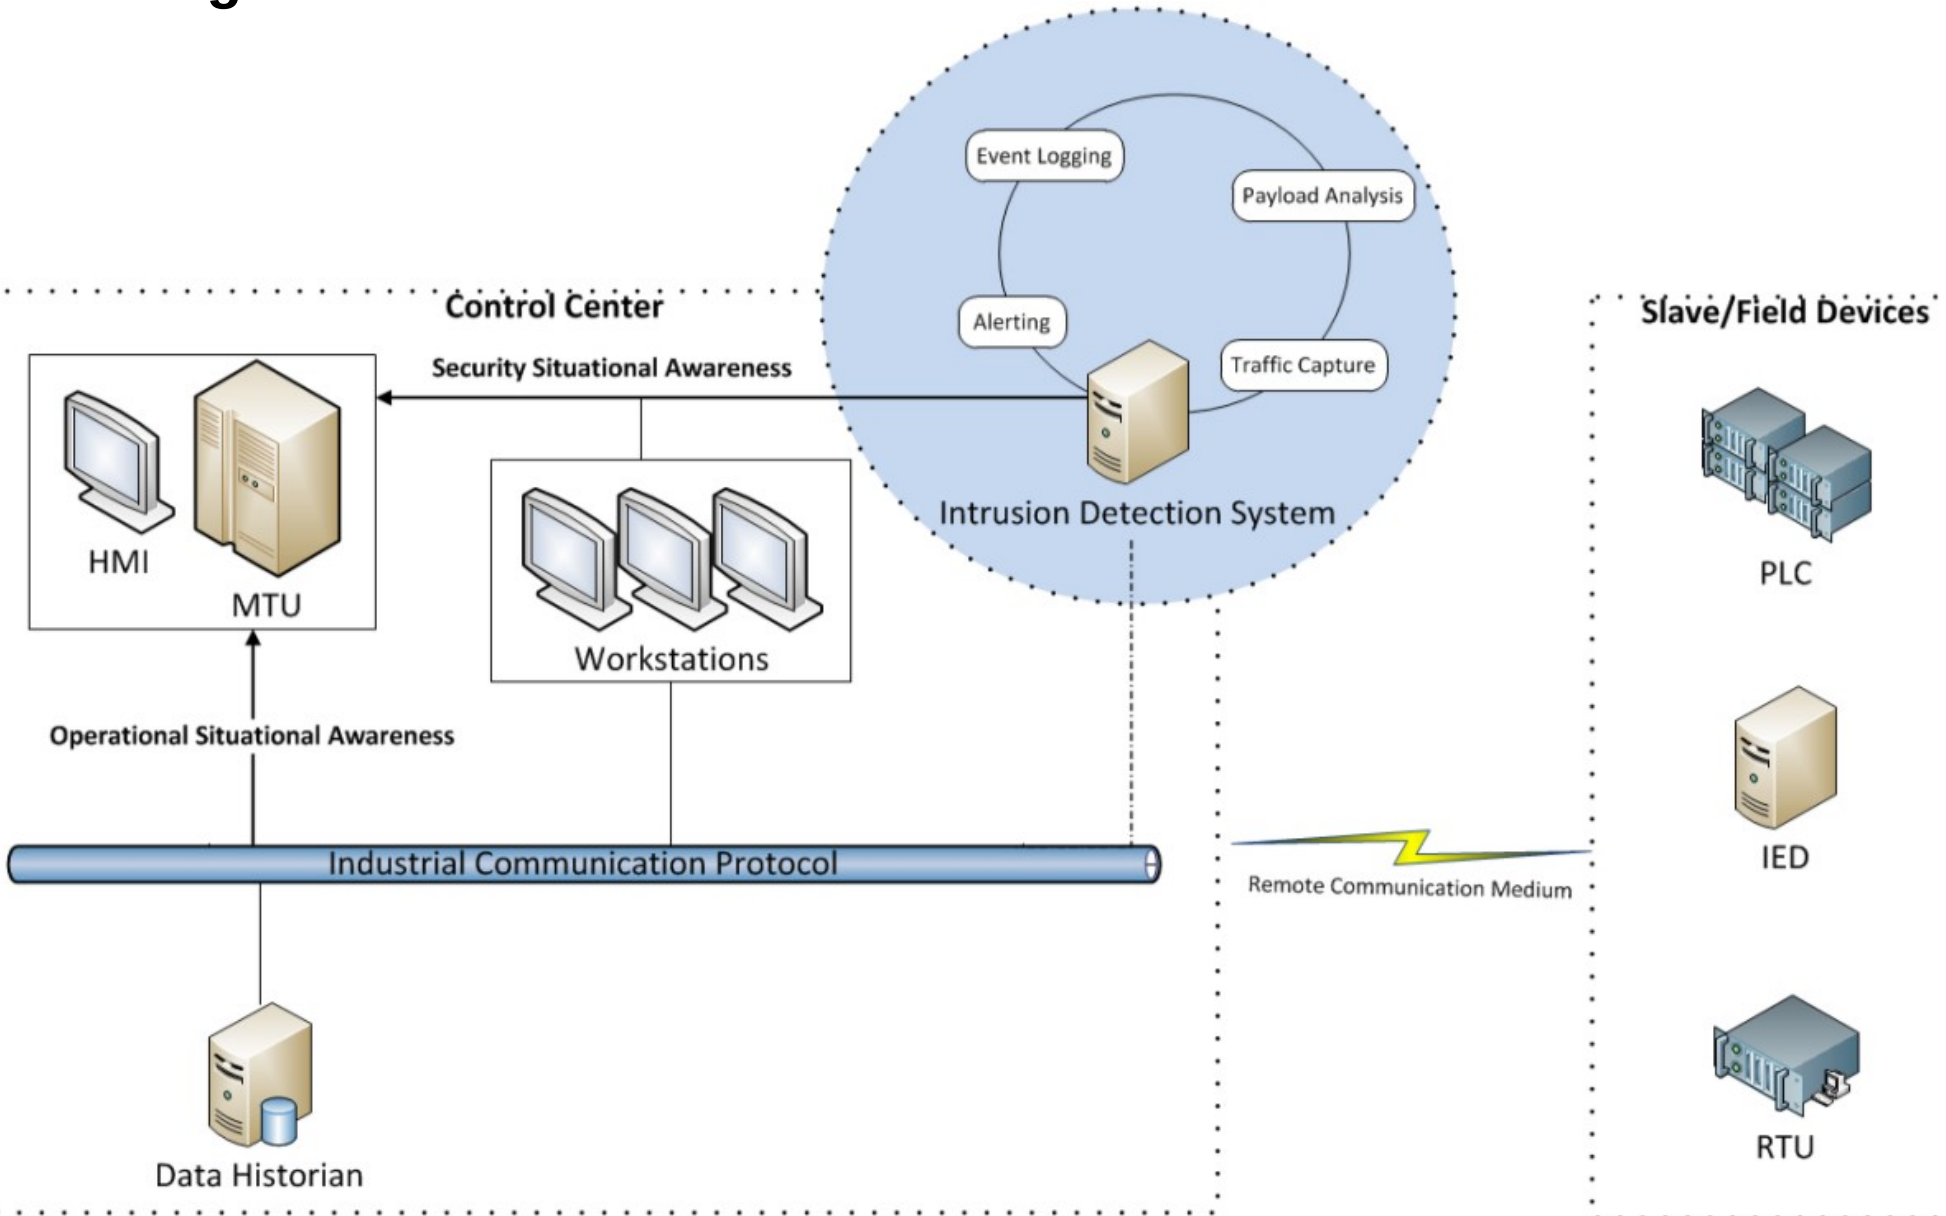 Event Logging
Payload Analysis
Alerting
Traffic Capture
Intrusion Detection System
Control Center
Security Situational Awareness
HMI
MTU
Workstations
Operational Situational Awareness
Industrial Communication Protocol
Data Historian
Remote Communication Medium
Slave/Field Devices
PLC
IED
RTU